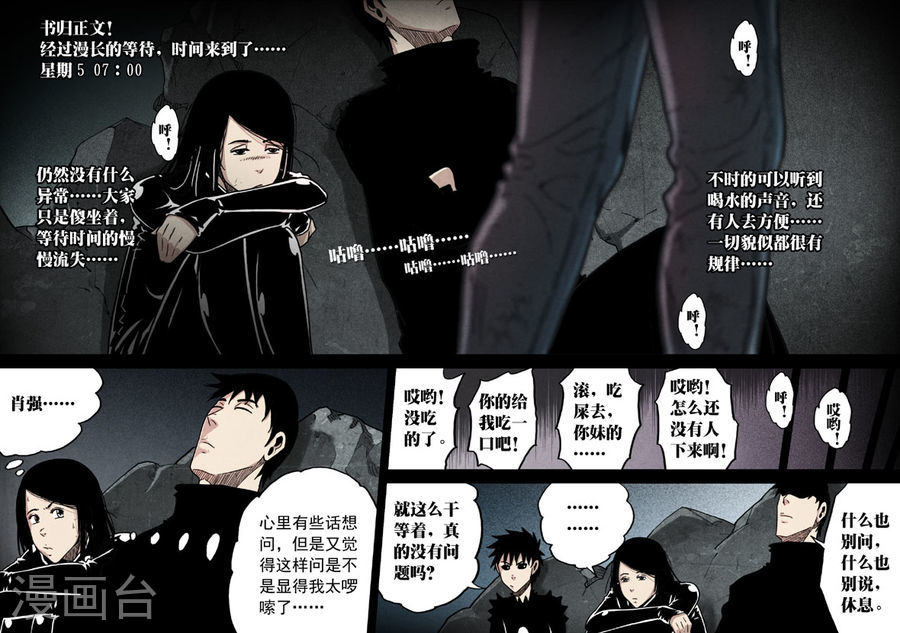 书归正文！
经过漫长的等待，时间来到了……
星期 5 07：00
呼！
呼！
仍然没有什么
异常……大家
只是傻坐着，
等待时间的慢
慢流失……
咕噜……咕噜……
咕噜……咕噜……
不时的可以听到
喝水的声音，还
有人去方便……
一切貌似都很有
规律……
呼！
肖强……
心里有些话想
问，但是又觉
得这样问是不
是显得我太啰
嗦了……
哎哟！
没吃
的了。
你的给
我吃一
口吧！
滚，吃
屎去，
你妹的
……
哎哟！
怎么还
没有人
下来啊！
呼！
哎哟！
就这么干
等着，真
的没有问
题吗？
……
……
什么也
别问，
什么也
别说，
休息。
漫画台